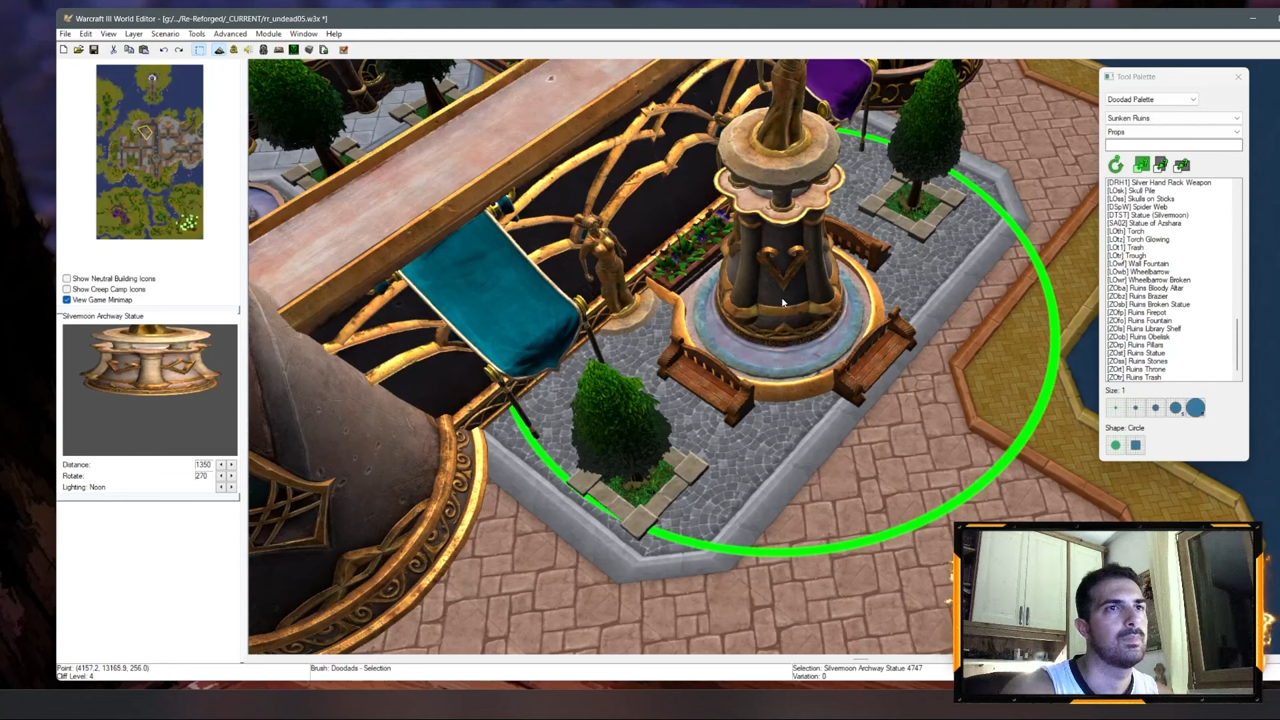 Warcraft III World Editor - [g:/../Re-Reforged/_CURRENT/rr_undead05.w3x *]
File Edit View Layer Scenario Tools Advanced Module Window Help
Tool Palette
Doodad Palette
Sunken Ruins
Props
[DRH1] Silver Hand Rack Weapon
[LOsk] Skull Pile
[LOss] Skulls on Sticks
[DSpW] Spider Web
[DTST] Statue (Silvermoon)
[SA02] Statue of Azshara
[LOth] Torch
[LOtz] Torch Glowing
[LOt1] Trash
[LOtr] Trough
[LOwf] Wall Fountain
[LOwb] Wheelbarrow
[LOwr] Wheelbarrow Broken
[ZOba] Ruins Bloody Altar
[ZObz] Ruins Brazier
[ZOsb] Ruins Broken Statue
[ZOfp] Ruins Firepot
[ZOfo] Ruins Fountain
[ZOls] Ruins Library Shelf
[ZOob] Ruins Obelisk
[ZOrp] Ruins Pillars
[ZOst] Ruins Statue
[ZOss] Ruins Stones
[ZOrt] Ruins Throne
[ZOtr] Ruins Trash
Size: 1
Shape: Circle
Show Neutral Building Icons
Show Creep Camp Icons
View Game Minimap
Silvermoon Archway Statue
Distance: 1350
Rotate: 270
Lighting: Noon
Point: (4157.2, 13165.9, 256.0)
Cliff Level: 4
Brush: Doodads - Selection
Selection: Silvermoon Archway Statue 4747
Variation: 0